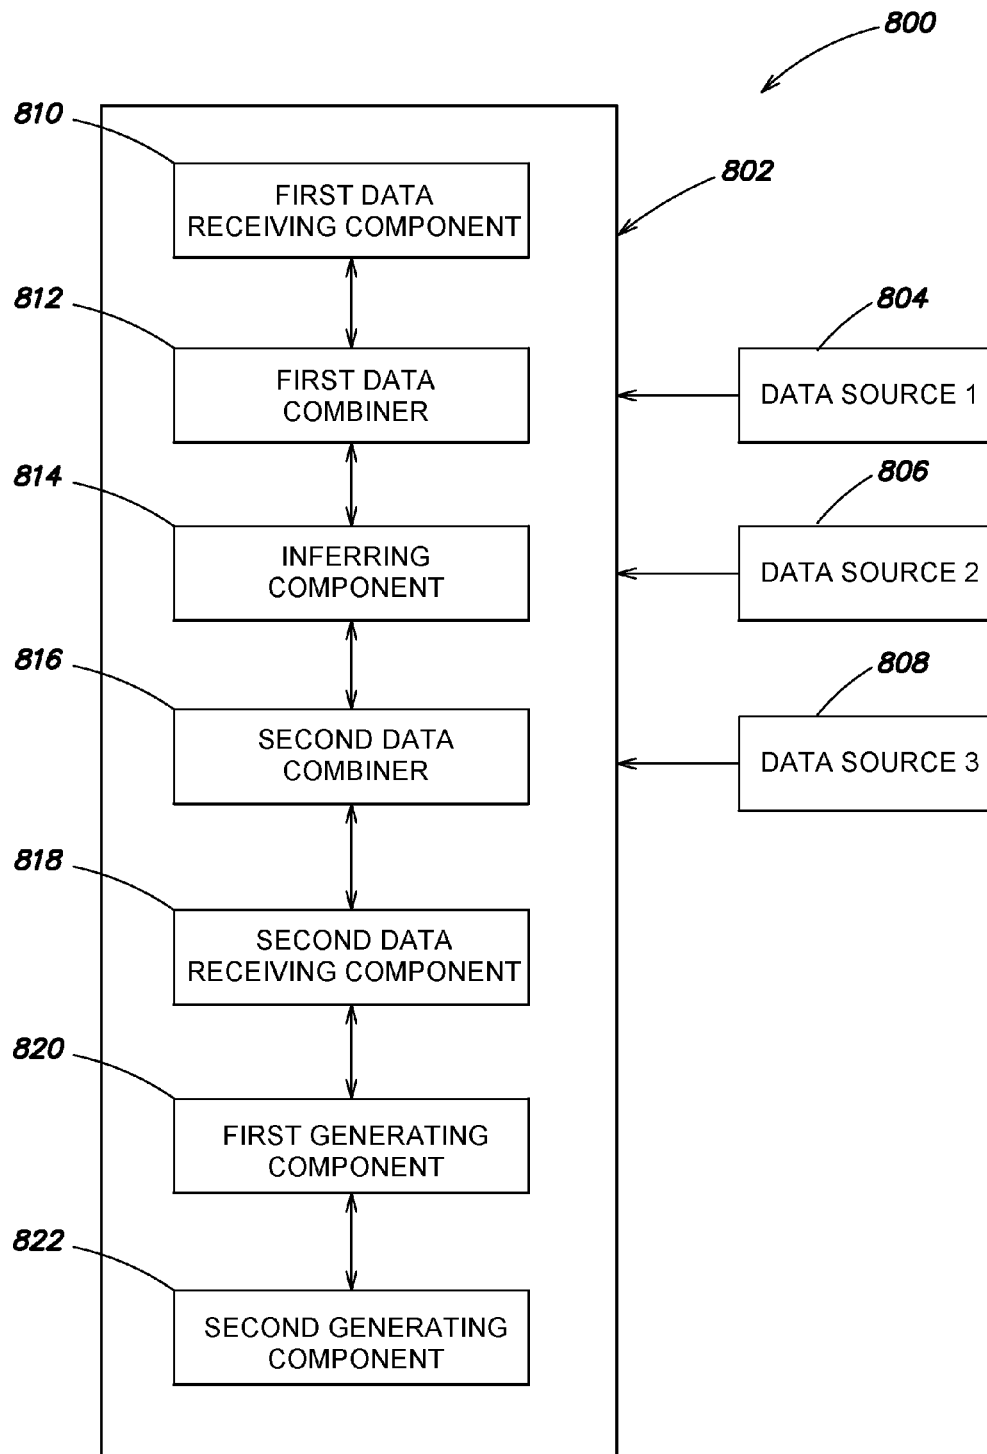 800
810
802
FIRST DATA
RECEIVING COMPONENT
812
804
FIRST DATA
COMBINER
DATA SOURCE 1
814
806
INFERRING
COMPONENT
DATA SOURCE 2
816
808
SECOND DATA
COMBINER
DATA SOURCE 3
818
SECOND DATA
RECEIVING COMPONENT
820
FIRST GENERATING
COMPONENT
822
SECOND GENERATING
COMPONENT